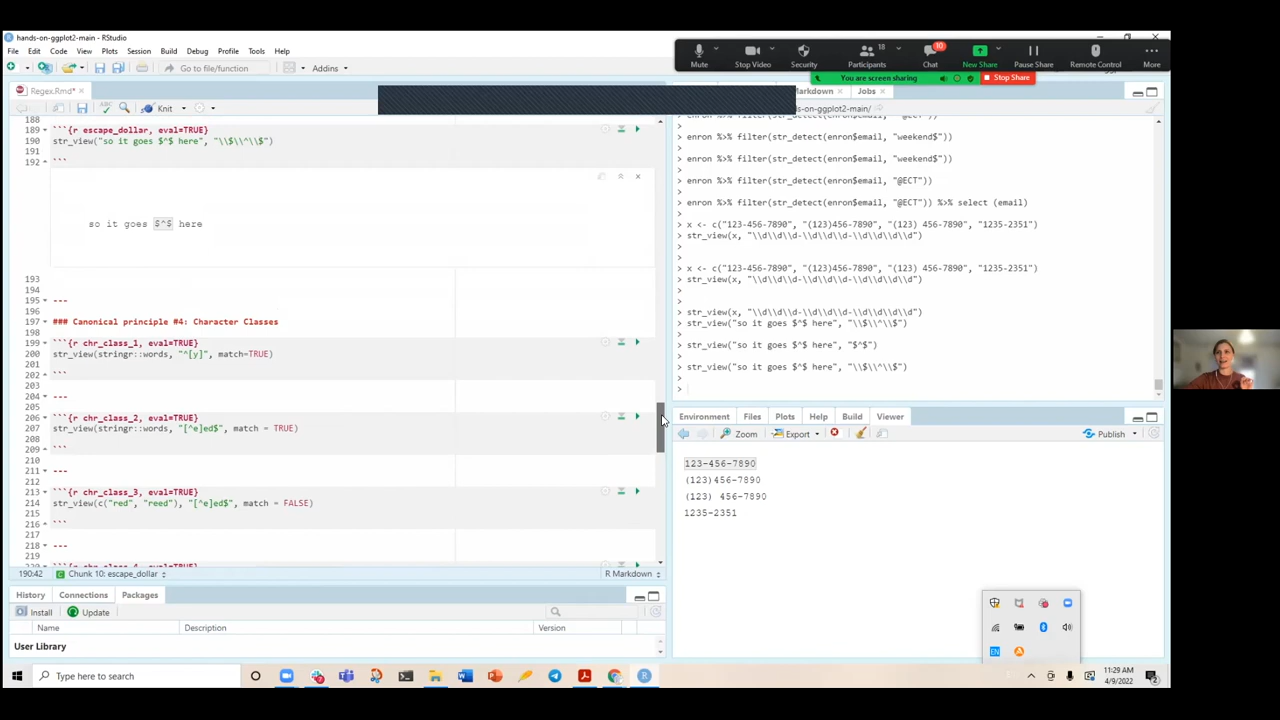 hands-on-ggplot2-main - RStudio
File Edit Code View Plots Session Build Debug Profile Tools Help
Go to file/function
Addins
Mute
Stop Video
Security
18
Participants
10
Chat
New Share
Pause Share
Remote Control
More
You are screen sharing
Stop Share
Regex.Rmd*
Knit
188
189 ```{r escape_dollar, eval=TRUE}
190 str_view("so it goes $^$ here", "\\$\\^\\$")
191
192 ```
so it goes $^$ here
193
194
195 ---
196
197 ### Canonical principle #4: Character Classes
198
199 ```{r chr_class_1, eval=TRUE}
200 str_view(stringr::words, "^[y]", match=TRUE)
201
202 ```
203
204 ---
205
206 ```{r chr_class_2, eval=TRUE}
207 str_view(stringr::words, "[^e]ed$", match = TRUE)
208
209 ```
210
211 ---
212
213 ```{r chr_class_3, eval=TRUE}
214 str_view(c("red", "reed"), "[^e]ed$", match = FALSE)
215
216 ```
217
218 ---
219
190:42 Chunk 10: escape_dollar R Markdown
History Connections Packages
Install Update
Name Description Version
User Library
Markdown Jobs
ds-on-ggplot2-main/
>
> enron %>% filter(str_detect(enron$email, "weekend$"))
>
> enron %>% filter(str_detect(enron$email, "weekend$"))
>
> enron %>% filter(str_detect(enron$email, "@ECT"))
>
> enron %>% filter(str_detect(enron$email, "@ECT")) %>% select (email)
>
> x <- c("123-456-7890", "(123)456-7890", "(123) 456-7890", "1235-2351")
> str_view(x, "\\d\\d\\d-\\d\\d\\d-\\d\\d\\d\\d")
>
>
> x <- c("123-456-7890", "(123)456-7890", "(123) 456-7890", "1235-2351")
> str_view(x, "\\d\\d\\d-\\d\\d\\d-\\d\\d\\d\\d")
>
>
> str_view(x, "\\d\\d\\d-\\d\\d\\d-\\d\\d\\d\\d")
> str_view("so it goes $^$ here", "\\$\\^\\$")
>
> str_view("so it goes $^$ here", "$^$")
>
> str_view("so it goes $^$ here", "\\$\\^\\$")
>
>
Environment Files Plots Help Build Viewer
Zoom Export Publish
123-456-7890
(123)456-7890
(123) 456-7890
1235-2351
EN
Type here to search
11:29 AM
4/9/2022
2